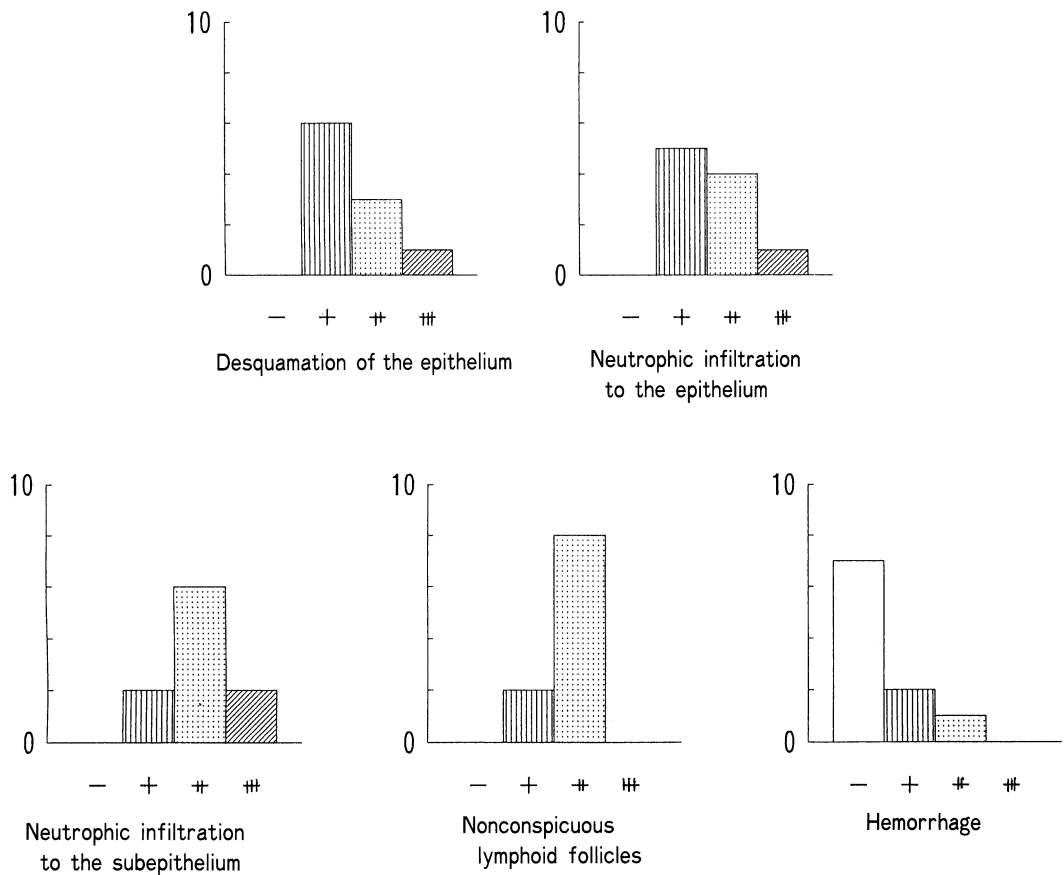 10
0
− + ⧺ ⧻
Desquamation of the epithelium
10
0
− + ⧺ ⧻
Neutrophic infiltration
to the epithelium
10
0
− + ⧺ ⧻
Neutrophic infiltration
to the subepithelium
10
0
− + ⧺ ⧻
Nonconspicuous
lymphoid follicles
10
0
− + ⧺ ⧻
Hemorrhage